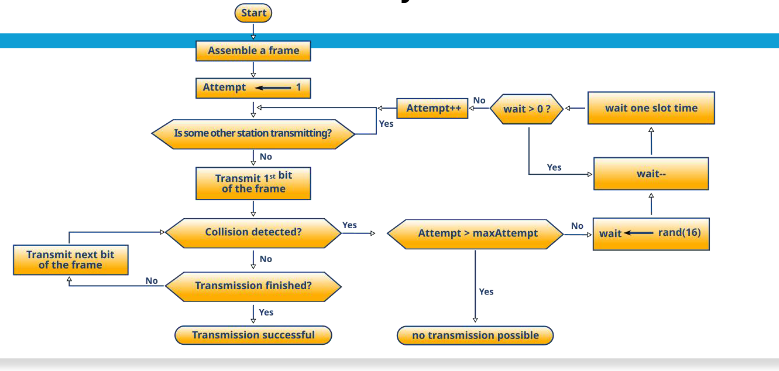 Start
Assemble a frame
Attempt 1
Is some other station transmitting?
Yes
No
Transmit 1st bit
of the frame
Collision detected?
Yes
No
Transmission finished?
No
Transmit next bit
of the frame
Yes
Transmission successful
Attempt > maxAttempt
No
Yes
no transmission possible
wait rand(16)
wait--
wait one slot time
wait > 0 ?
Yes
No
Attempt++